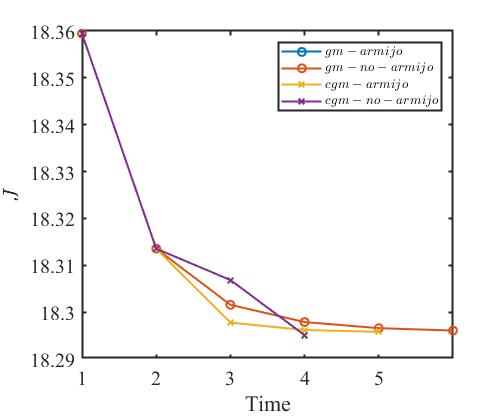 18.36
18.35
18.34
18.33
18.32
18.31
18.3
18.29
J
1 2 3 4 5
Time
gm − armijo
gm − no − armijo
cgm − armijo
cgm − no − armijo